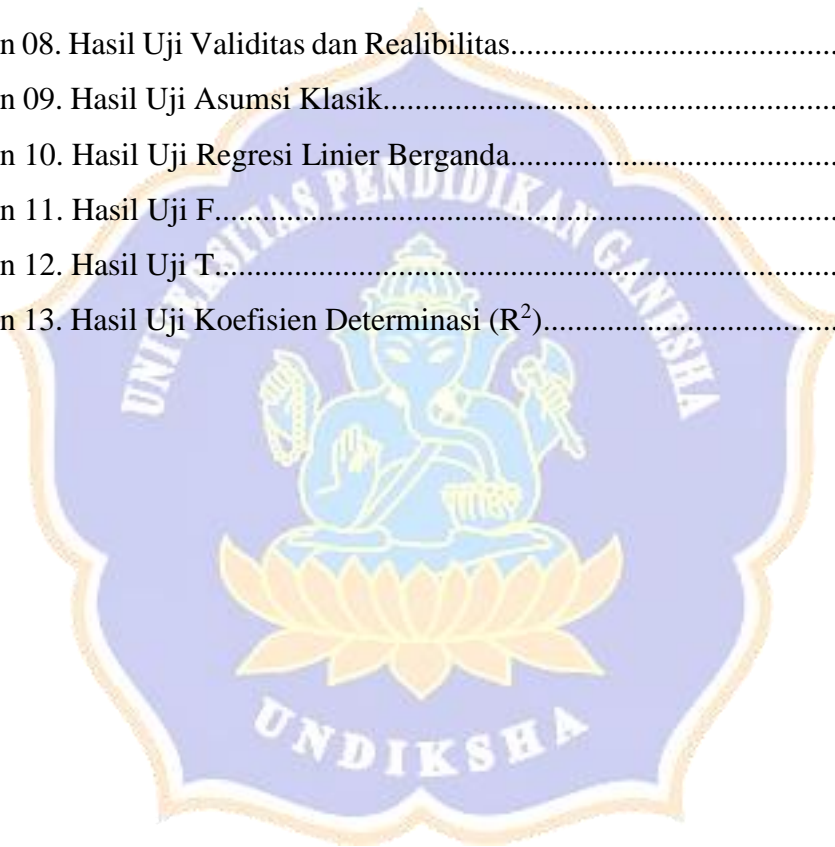 n 08. Hasil Uji Validitas dan Realibilitas..........................................
n 09. Hasil Uji Asumsi Klasik............................................................
n 10. Hasil Uji Regresi Linier Berganda..........................................
n 11. Hasil Uji F..................................................................................
n 12. Hasil Uji T..................................................................................
n 13. Hasil Uji Koefisien Determinasi (R²).....................................
UNIVERSITAS PENDIDIKAN GANESHA
UNDIKSHA